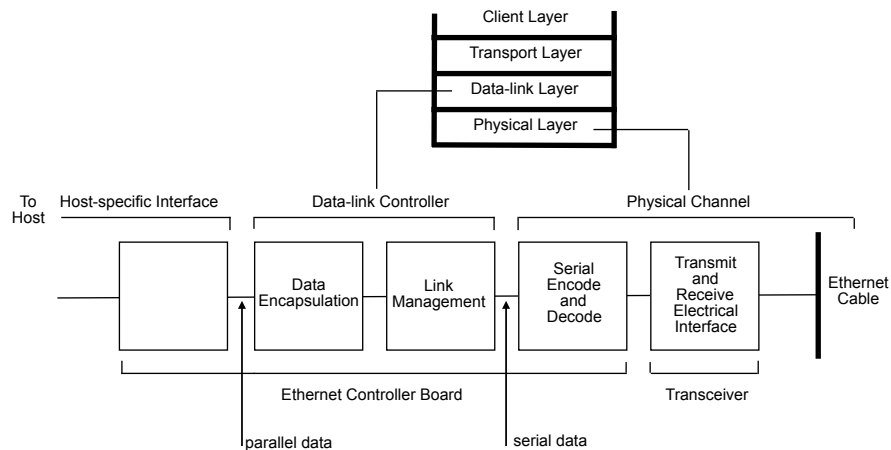 Client Layer
Transport Layer
Data-link Layer
Physical Layer
To
Host
Host-specific Interface
Data-link Controller
Physical Channel
Data
Encapsulation
Link
Management
Serial
Encode
and
Decode
Transmit
and
Receive
Electrical
Interface
Ethernet
Cable
Ethernet Controller Board
Transceiver
parallel data
serial data